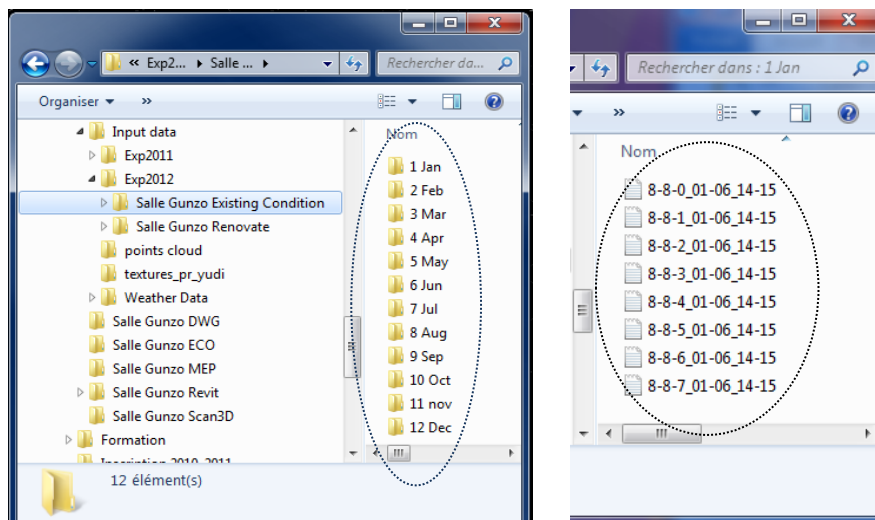 « Exp2... ▸ Salle ... ▸
Rechercher da...
Organiser
»
Input data
Exp2011
Exp2012
Salle Gunzo Existing Condition
Salle Gunzo Renovate
points cloud
textures_pr_yudi
Weather Data
Salle Gunzo DWG
Salle Gunzo ECO
Salle Gunzo MEP
Salle Gunzo Revit
Salle Gunzo Scan3D
Formation
Inscription 2010-2011
Nom
1 Jan
2 Feb
3 Mar
4 Apr
5 May
6 Jun
7 Jul
8 Aug
9 Sep
10 Oct
11 nov
12 Dec
12 élément(s)
Rechercher dans : 1 Jan
»
Nom
8-8-0_01-06_14-15
8-8-1_01-06_14-15
8-8-2_01-06_14-15
8-8-3_01-06_14-15
8-8-4_01-06_14-15
8-8-5_01-06_14-15
8-8-6_01-06_14-15
8-8-7_01-06_14-15